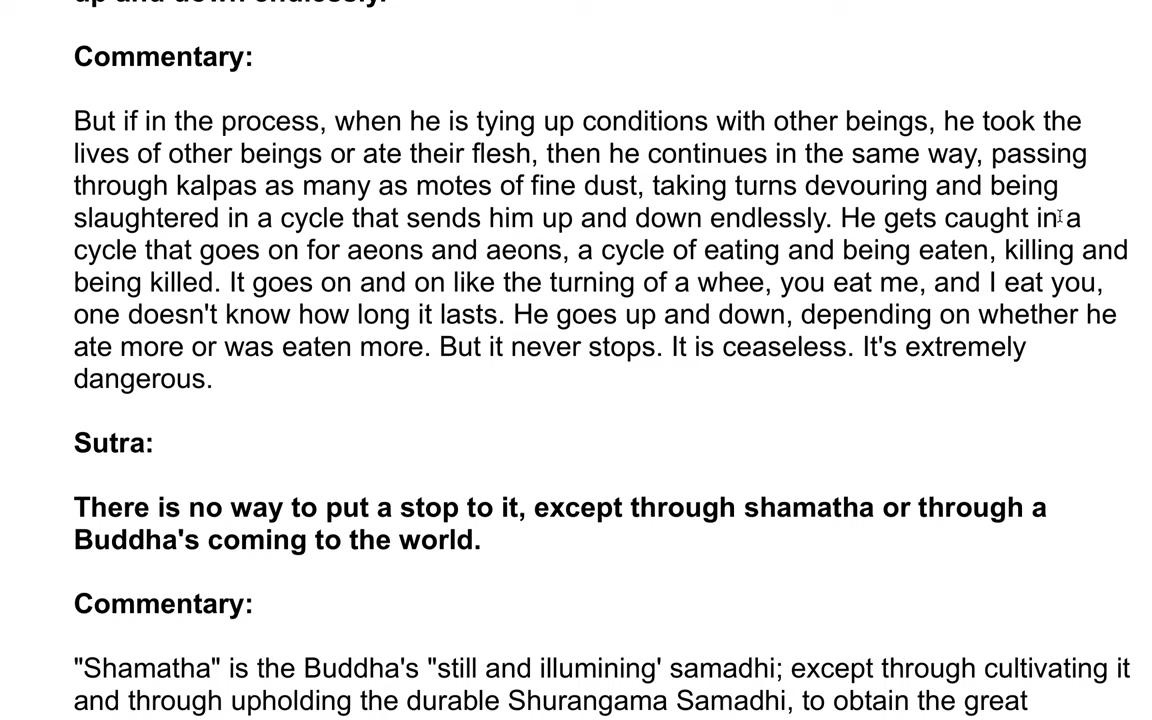 up and down endlessly.
Commentary:
But if in the process, when he is tying up conditions with other beings, he took the
lives of other beings or ate their flesh, then he continues in the same way, passing
through kalpas as many as motes of fine dust, taking turns devouring and being
slaughtered in a cycle that sends him up and down endlessly. He gets caught in a
cycle that goes on for aeons and aeons, a cycle of eating and being eaten, killing and
being killed. It goes on and on like the turning of a whee, you eat me, and I eat you,
one doesn't know how long it lasts. He goes up and down, depending on whether he
ate more or was eaten more. But it never stops. It is ceaseless. It's extremely
dangerous.
Sutra:
There is no way to put a stop to it, except through shamatha or through a
Buddha's coming to the world.
Commentary:
"Shamatha" is the Buddha's "still and illumining' samadhi; except through cultivating it
and through upholding the durable Shurangama Samadhi, to obtain the great